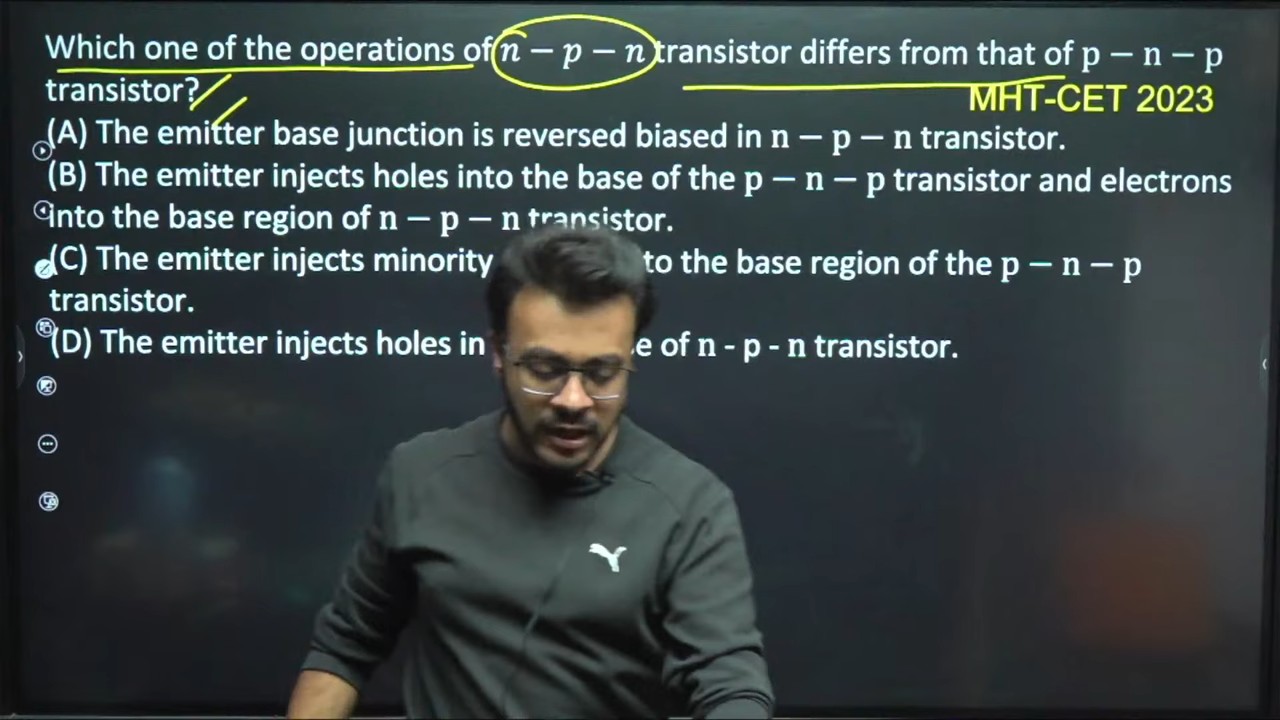 Which one of the operations of n – p – n transistor differs from that of p – n – p
transistor?
MHT-CET 2023
(A) The emitter base junction is reversed biased in n – p – n transistor.
(B) The emitter injects holes into the base of the p – n – p transistor and electrons
into the base region of n – p – n transistor.
(C) The emitter injects minority to the base region of the p – n – p
transistor.
(D) The emitter injects holes in e of n - p - n transistor.